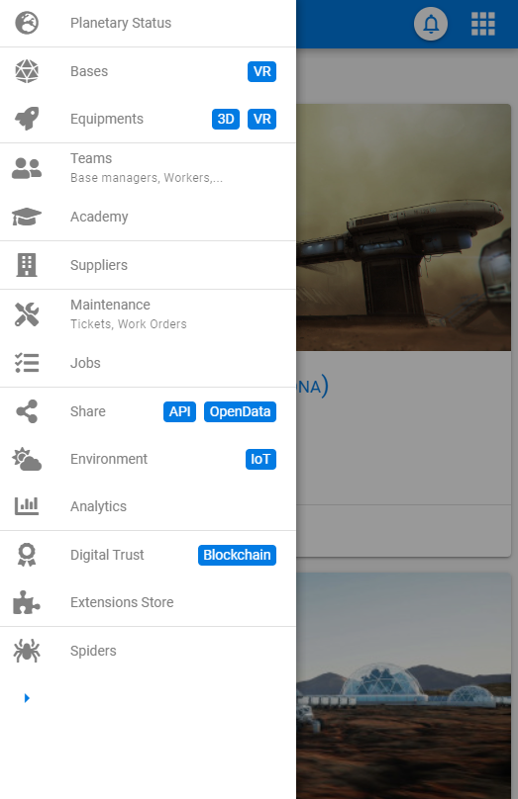 Planetary Status
Bases VR
Equipments 3D VR
Teams
Base managers, Workers,...
Academy
Suppliers
Maintenance
Tickets, Work Orders
Jobs
ONA)
Share API OpenData
Environment IoT
Analytics
Digital Trust Blockchain
Extensions Store
Spiders